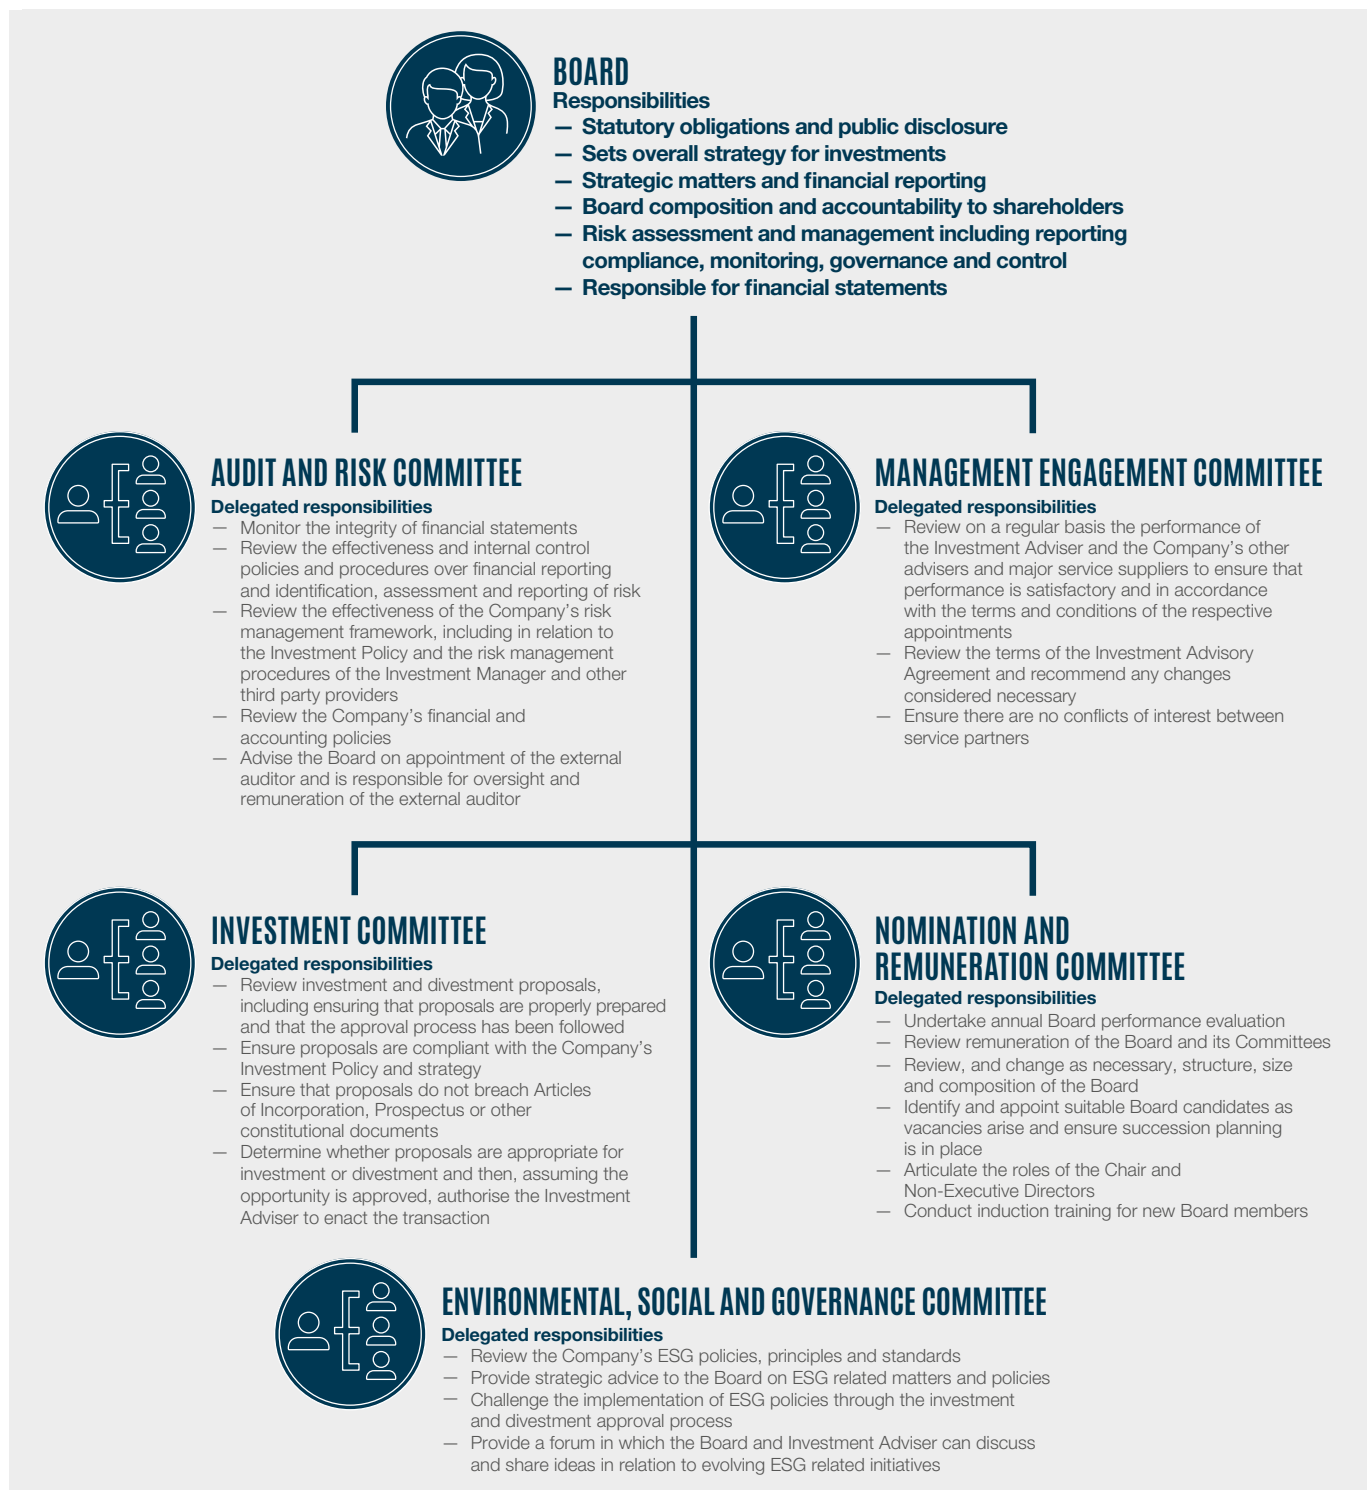 BOARD
Responsibilities
— Statutory obligations and public disclosure
— Sets overall strategy for investments
— Strategic matters and financial reporting
— Board composition and accountability to shareholders
— Risk assessment and management including reporting
compliance, monitoring, governance and control
— Responsible for financial statements
AUDIT AND RISK COMMITTEE
Delegated responsibilities
— Monitor the integrity of financial statements
— Review the effectiveness and internal control
policies and procedures over financial reporting
and identification, assessment and reporting of risk
— Review the effectiveness of the Company's risk
management framework, including in relation to
the Investment Policy and the risk management
procedures of the Investment Manager and other
third party providers
— Review the Company's financial and
accounting policies
— Advise the Board on appointment of the external
auditor and is responsible for oversight and
remuneration of the external auditor
MANAGEMENT ENGAGEMENT COMMITTEE
Delegated responsibilities
— Review on a regular basis the performance of
the Investment Adviser and the Company's other
advisers and major service suppliers to ensure that
performance is satisfactory and in accordance
with the terms and conditions of the respective
appointments
— Review the terms of the Investment Advisory
Agreement and recommend any changes
considered necessary
— Ensure there are no conflicts of interest between
service partners
INVESTMENT COMMITTEE
Delegated responsibilities
— Review investment and divestment proposals,
including ensuring that proposals are properly prepared
and that the approval process has been followed
— Ensure proposals are compliant with the Company's
Investment Policy and strategy
— Ensure that proposals do not breach Articles
of Incorporation, Prospectus or other
constitutional documents
— Determine whether proposals are appropriate for
investment or divestment and then, assuming the
opportunity is approved, authorise the Investment
Adviser to enact the transaction
NOMINATION AND
REMUNERATION COMMITTEE
Delegated responsibilities
— Undertake annual Board performance evaluation
— Review remuneration of the Board and its Committees
— Review, and change as necessary, structure, size
and composition of the Board
— Identify and appoint suitable Board candidates as
vacancies arise and ensure succession planning
is in place
— Articulate the roles of the Chair and
Non-Executive Directors
— Conduct induction training for new Board members
ENVIRONMENTAL, SOCIAL AND GOVERNANCE COMMITTEE
Delegated responsibilities
— Review the Company's ESG policies, principles and standards
— Provide strategic advice to the Board on ESG related matters and policies
— Challenge the implementation of ESG policies through the investment
and divestment approval process
— Provide a forum in which the Board and Investment Adviser can discuss
and share ideas in relation to evolving ESG related initiatives